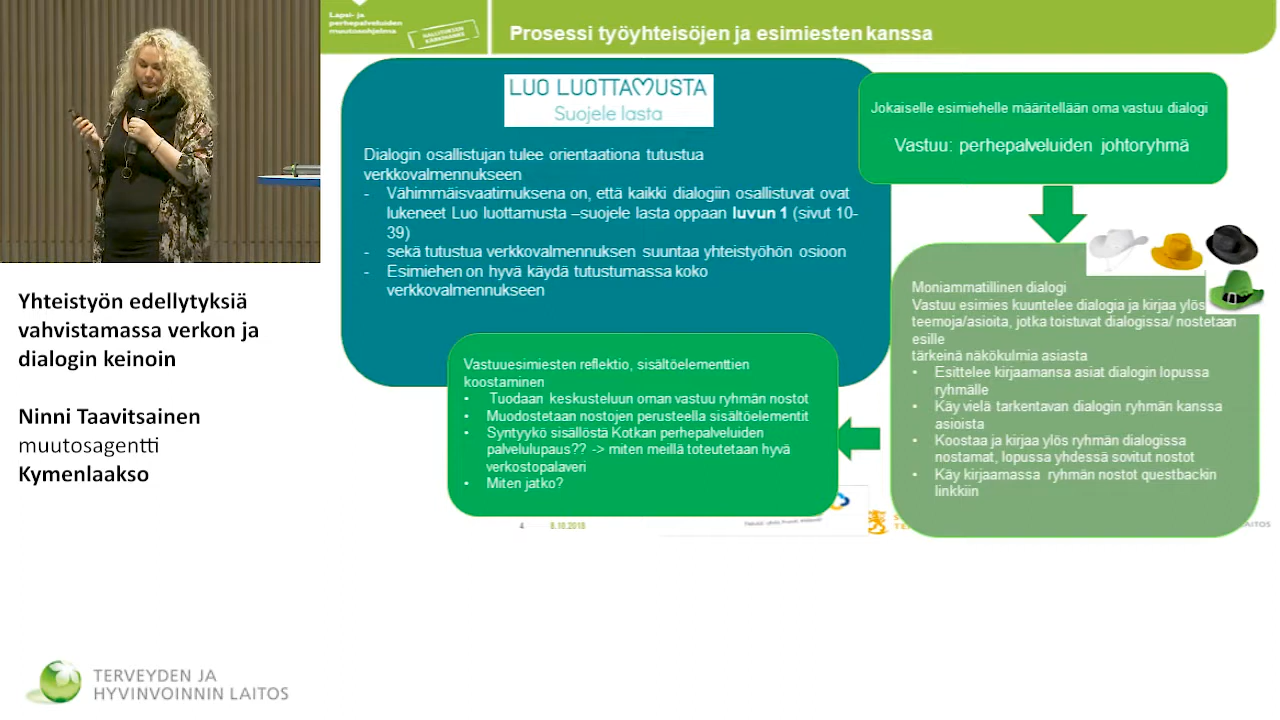 Lapsi- ja
perhepalveluiden
muutosohjelma
HALLITUKSEN
KÄRKIHANKE
Prosessi työyhteisöjen ja esimiesten kanssa
LUO LUOTTAMUSTA
Suojele lasta
Dialogin osallistujan tulee orientaationa tutustua
verkkovalmennukseen
- Vähimmäisvaatimuksena on, että kaikki dialogiin osallistuvat ovat
lukeneet Luo luottamusta –suojele lasta oppaan luvun 1 (sivut 10-
39)
- sekä tutustua verkkovalmennuksen suuntaa yhteistyöhön osioon
- Esimiehen on hyvä käydä tutustumassa koko
verkkovalmennukseen
Jokaiselle esimiehelle määritellään oma vastuu dialogi
Vastuu: perhepalveluiden johtoryhmä
Moniammatillinen dialogi
Vastuu esimies kuuntelee dialogia ja kirjaa ylös
teemoja/asioita, jotka toistuvat dialogissa/ nostetaan
esille
tärkeinä näkökulmia asiasta
• Esittelee kirjaamansa asiat dialogin lopussa
ryhmälle
• Käy vielä tarkentavan dialogin ryhmän kanssa
asioista
• Koostaa ja kirjaa ylös ryhmän dialogissa
nostamat, lopussa yhdessä sovitut nostot
• Käy kirjaamassa ryhmän nostot questbackin
linkkiin
Vastuuesimiesten reflektio, sisältöelementtien
koostaminen
• Tuodaan keskusteluun oman vastuu ryhmän nostot
• Muodostetaan nostojen perusteella sisältöelementit
• Syntyykö sisällöstä Kotkan perhepalveluiden
palvelulupaus?? -> miten meillä toteutetaan hyvä
verkostopalaveri
• Miten jatko?
4 8.10.2018
LAITOS
Yhteistyön edellytyksiä
vahvistamassa verkon ja
dialogin keinoin
Ninni Taavitsainen
muutosagentti
Kymenlaakso
TERVEYDEN JA
HYVINVOINNIN LAITOS